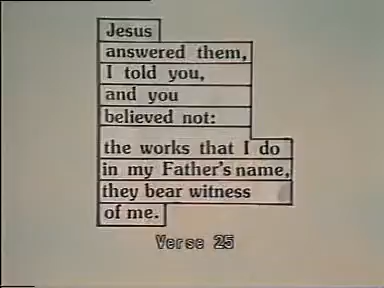 Jesus
answered them,
I told you,
and you
believed not:
the works that I do
in my Father's name,
they bear witness
of me.
Verse 25